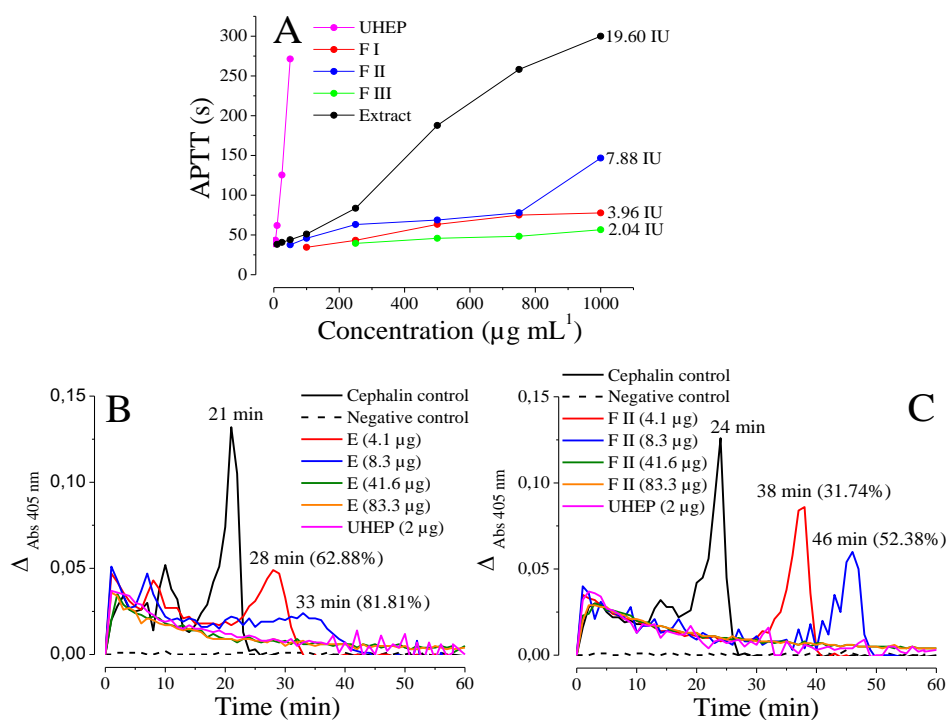 A
UHEP
F I
F II
F III
Extract
300
250
200
150
100
50
0
APTT (s)
19.60 IU
7.88 IU
3.96 IU
2.04 IU
0 200 400 600 800 1000
Concentration (µg mL¹)
B
0,15
0,10
0,05
0,00
Δ Abs 405 nm
Cephalin control
Negative control
E (4.1 µg)
E (8.3 µg)
E (41.6 µg)
E (83.3 µg)
UHEP (2 µg)
21 min
28 min (62.88%)
33 min (81.81%)
0 10 20 30 40 50 60
Time (min)
C
Cephalin control
Negative control
F II (4.1 µg)
F II (8.3 µg)
F II (41.6 µg)
F II (83.3 µg)
UHEP (2 µg)
0,15
0,10
0,05
0,00
Δ Abs 405 nm
24 min
38 min (31.74%)
46 min (52.38%)
0 10 20 30 40 50 60
Time (min)